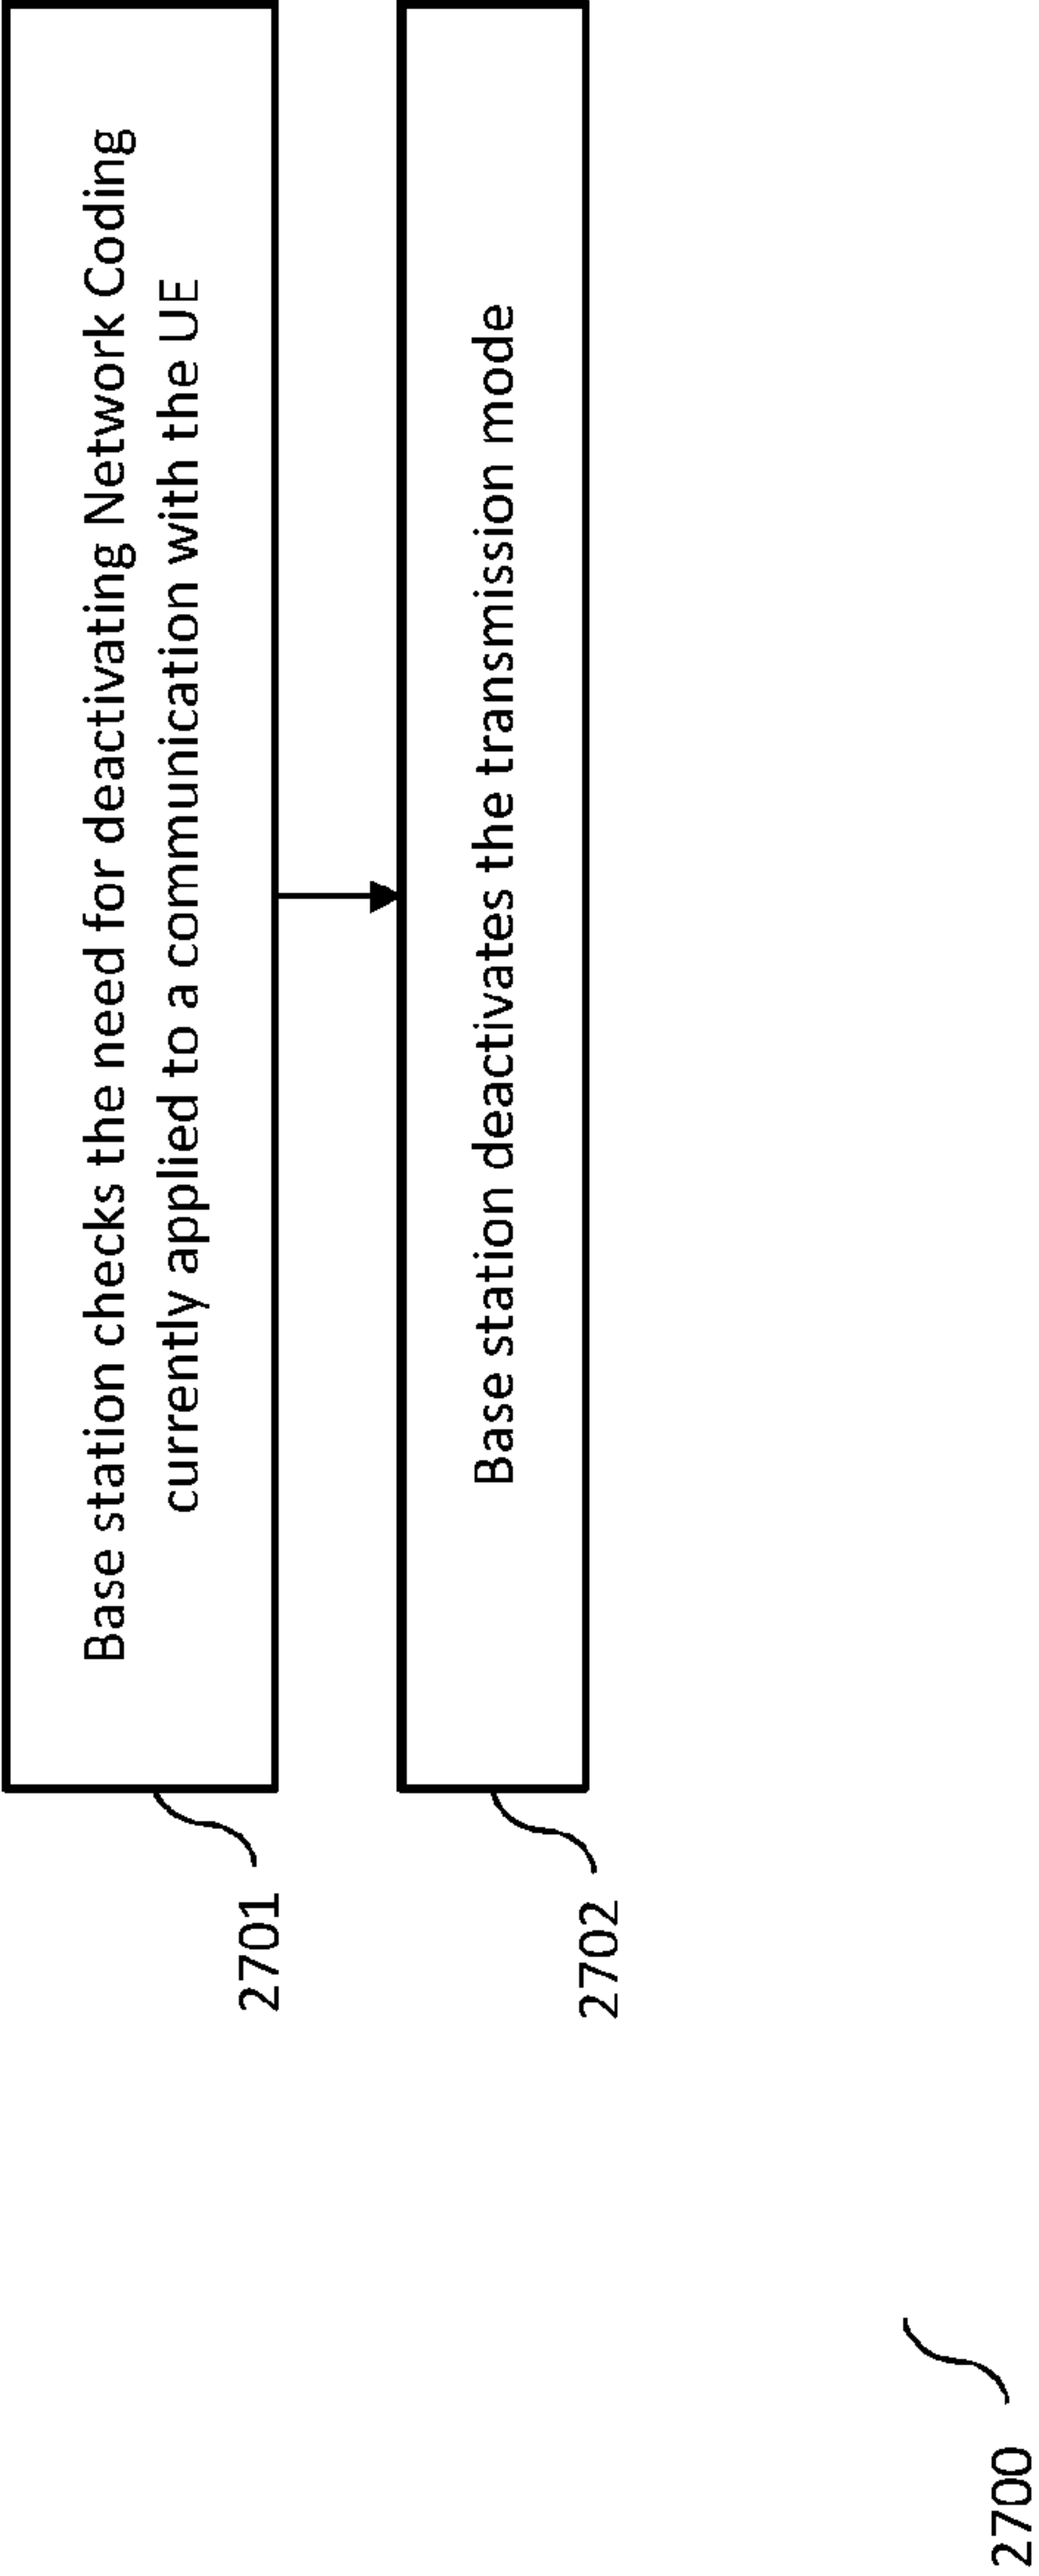 Base station checks the need for deactivating Network Coding
currently applied to a communication with the UE
2701
Base station deactivates the transmission mode
2702
2700